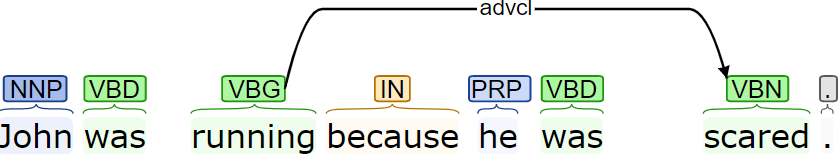 advcl
NNP VBD VBG IN PRP VBD VBN .
John was running because he was scared .